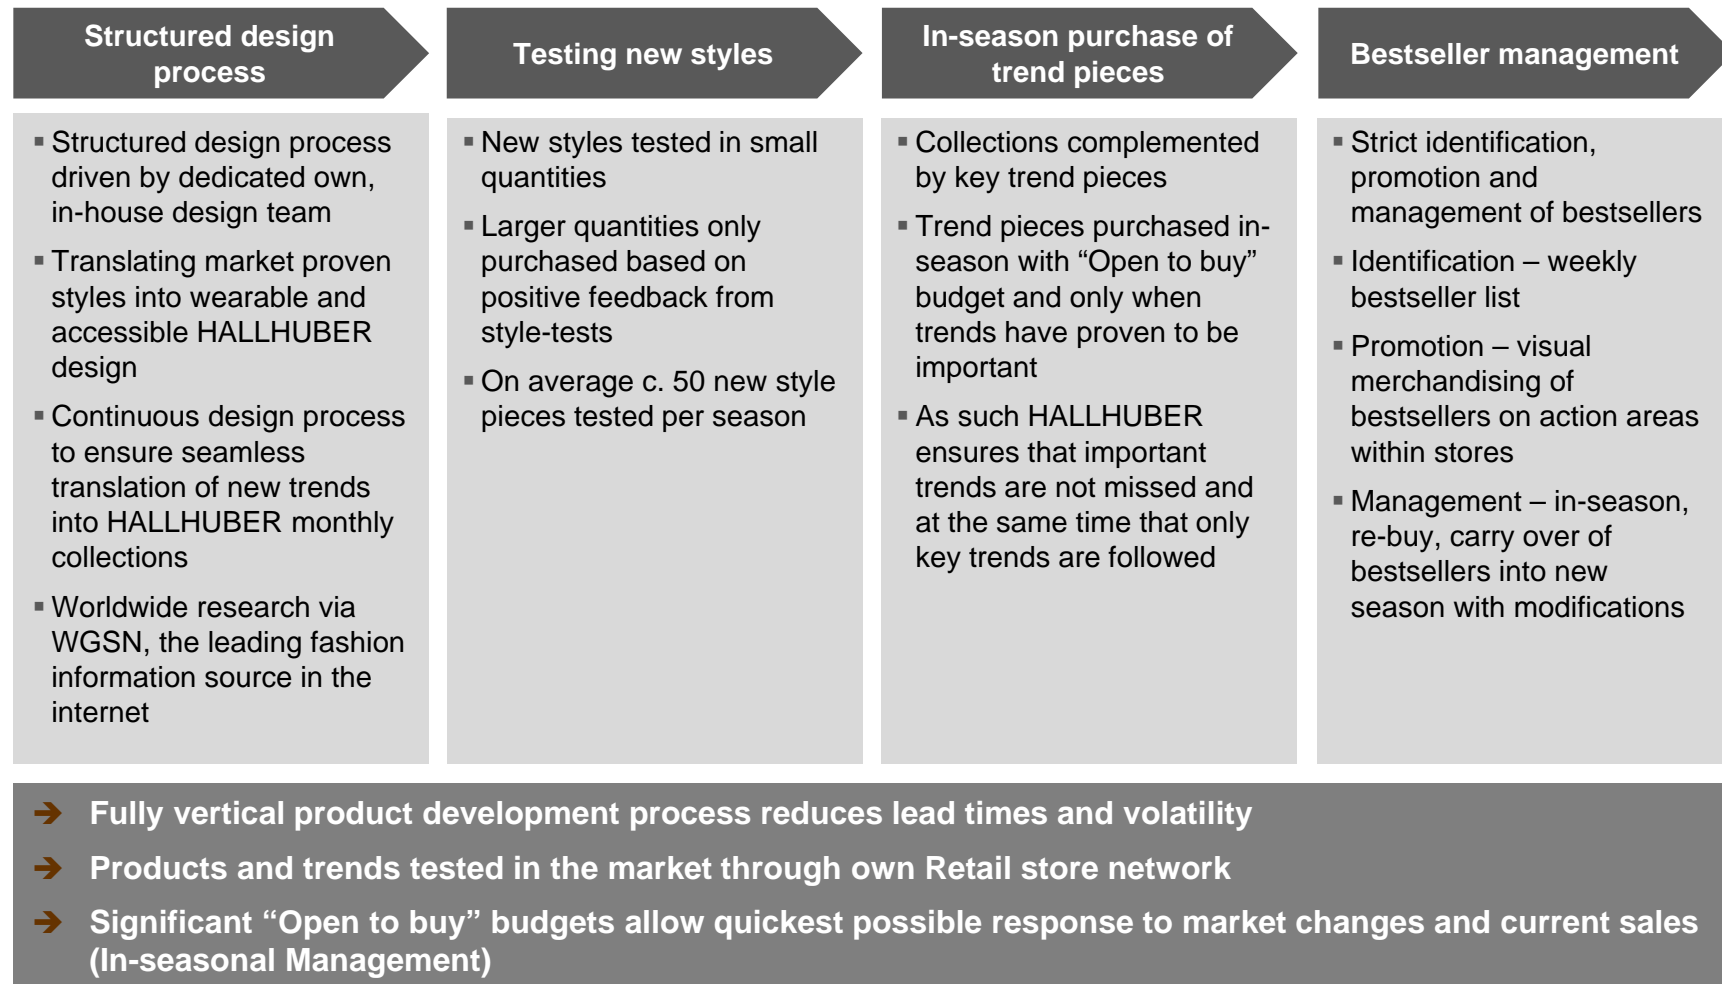 Structured design
process
Testing new styles
In-season purchase of
trend pieces
Bestseller management
▪ Structured design process
driven by dedicated own,
in-house design team
▪ Translating market proven
styles into wearable and
accessible HALLHUBER
design
▪ Continuous design process
to ensure seamless
translation of new trends
into HALLHUBER monthly
collections
▪ Worldwide research via
WGSN, the leading fashion
information source in the
internet
▪ New styles tested in small
quantities
▪ Larger quantities only
purchased based on
positive feedback from
style-tests
▪ On average c. 50 new style
pieces tested per season
▪ Collections complemented
by key trend pieces
▪ Trend pieces purchased in-
season with “Open to buy”
budget and only when
trends have proven to be
important
▪ As such HALLHUBER
ensures that important
trends are not missed and
at the same time that only
key trends are followed
▪ Strict identification,
promotion and
management of bestsellers
▪ Identification – weekly
bestseller list
▪ Promotion – visual
merchandising of
bestsellers on action areas
within stores
▪ Management – in-season,
re-buy, carry over of
bestsellers into new
season with modifications
➔ Fully vertical product development process reduces lead times and volatility
➔ Products and trends tested in the market through own Retail store network
➔ Significant “Open to buy” budgets allow quickest possible response to market changes and current sales
(In-seasonal Management)